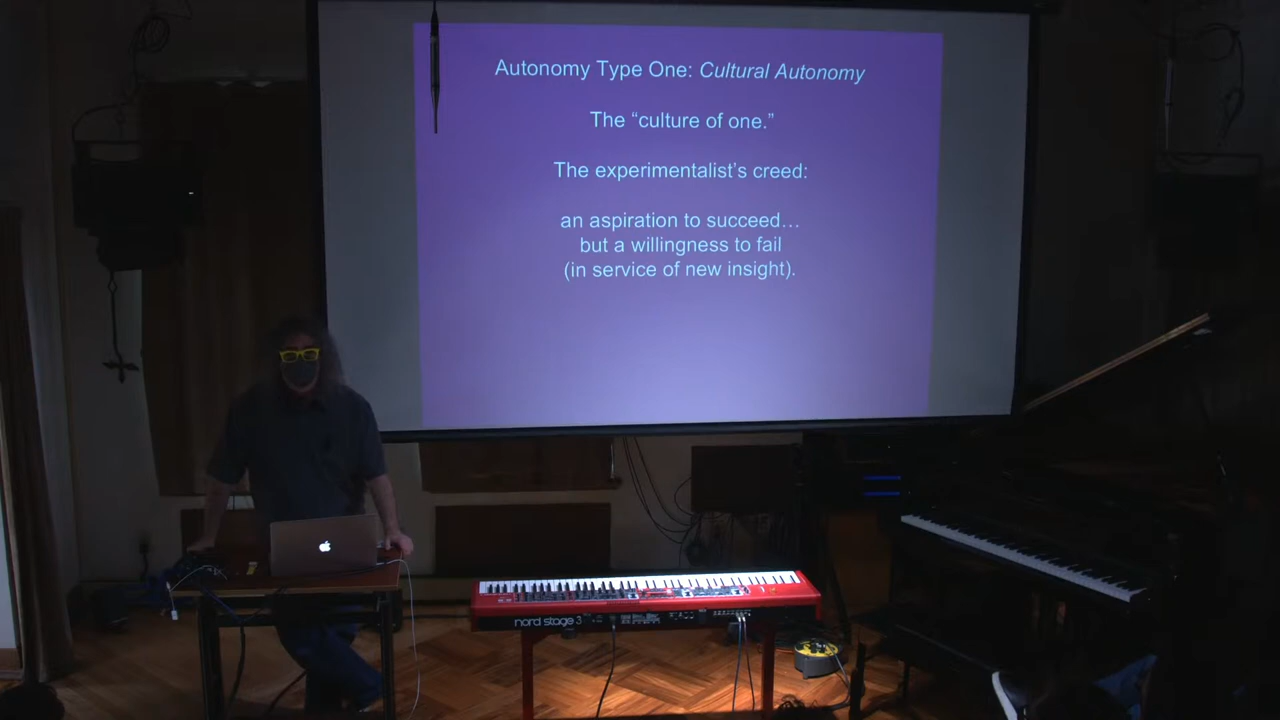 Autonomy Type One: Cultural Autonomy
The “culture of one.”
The experimentalist’s creed:
an aspiration to succeed…
but a willingness to fail
(in service of new insight).
nord stage 3